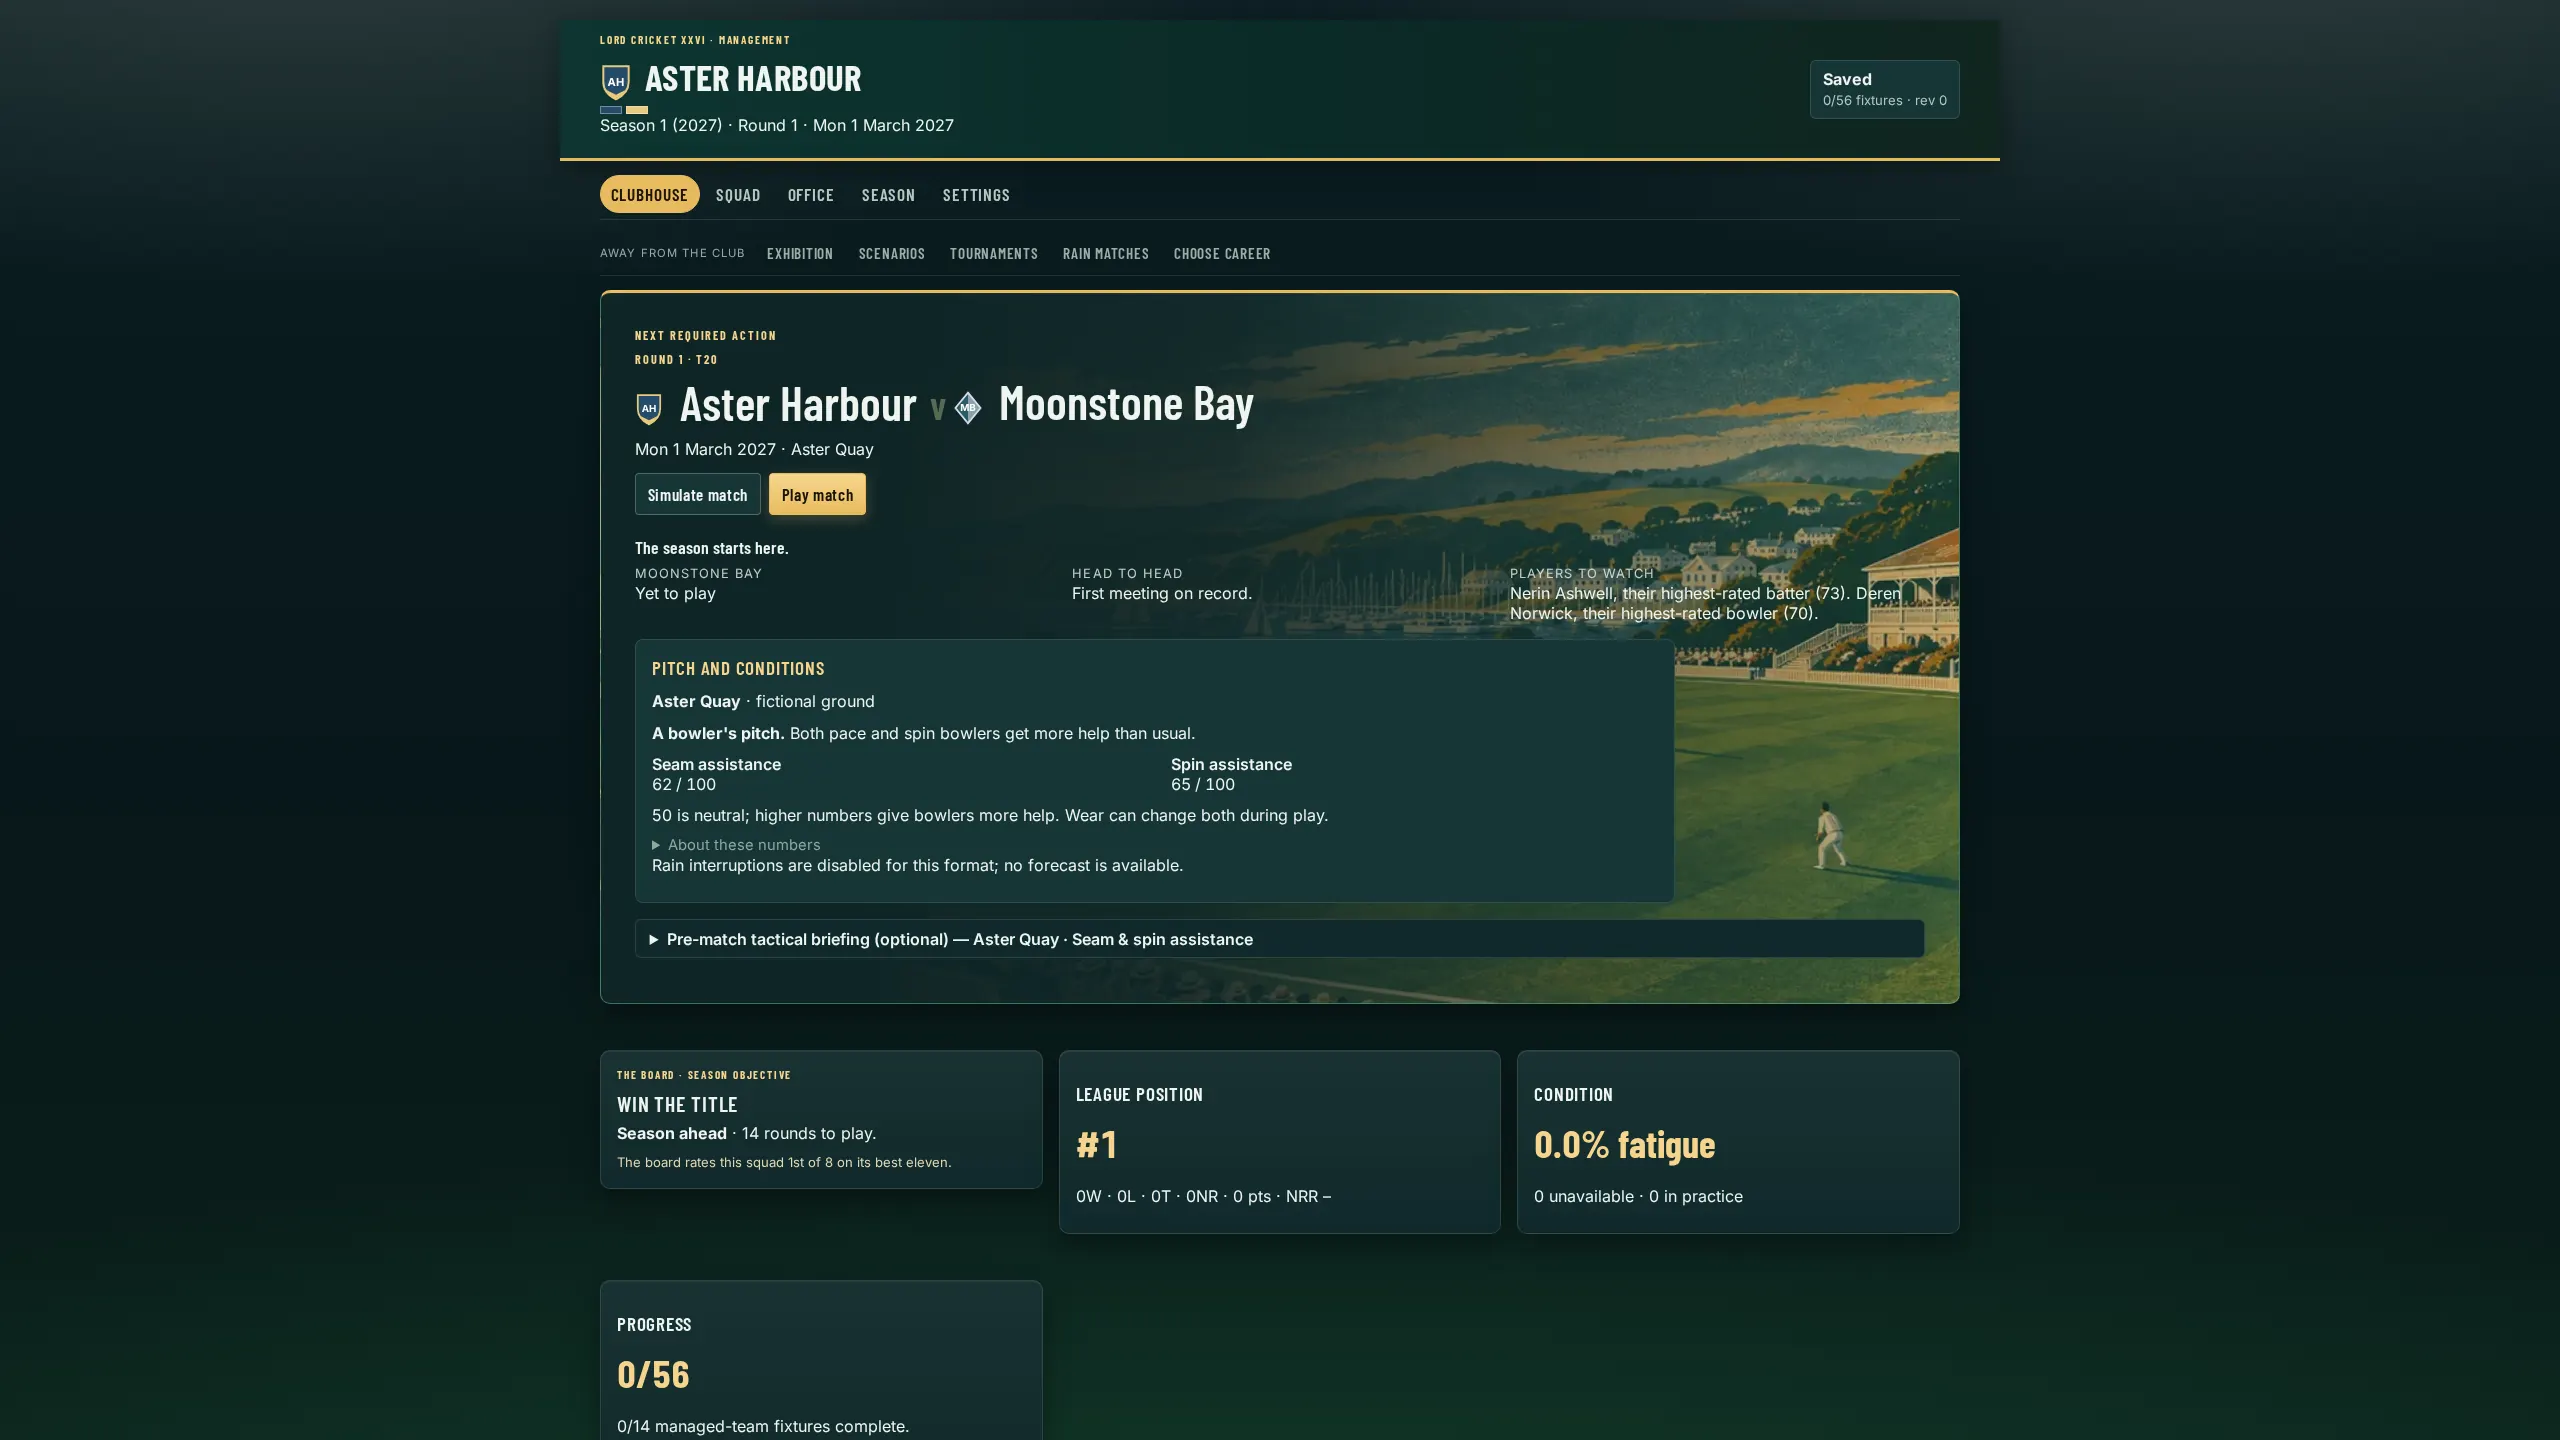 LORD CRICKET XXVI · MANAGEMENT
AH ASTER HARBOUR
Season 1 (2027) · Round 1 · Mon 1 March 2027
Saved
0/56 fixtures · rev 0
CLUBHOUSE SQUAD OFFICE SEASON SETTINGS
AWAY FROM THE CLUB EXHIBITION SCENARIOS TOURNAMENTS RAIN MATCHES CHOOSE CAREER
NEXT REQUIRED ACTION
ROUND 1 · T20
AH Aster Harbour v MB Moonstone Bay
Mon 1 March 2027 · Aster Quay
Simulate match Play match
The season starts here.
MOONSTONE BAY
Yet to play
HEAD TO HEAD
First meeting on record.
PLAYERS TO WATCH
Nerin Ashwell, their highest-rated batter (73). Deren
Norwick, their highest-rated bowler (70).
PITCH AND CONDITIONS
Aster Quay · fictional ground
A bowler's pitch. Both pace and spin bowlers get more help than usual.
Seam assistance
62 / 100
Spin assistance
65 / 100
50 is neutral; higher numbers give bowlers more help. Wear can change both during play.
▶ About these numbers
Rain interruptions are disabled for this format; no forecast is available.
▶ Pre-match tactical briefing (optional) — Aster Quay · Seam & spin assistance
THE BOARD · SEASON OBJECTIVE
WIN THE TITLE
Season ahead · 14 rounds to play.
The board rates this squad 1st of 8 on its best eleven.
LEAGUE POSITION
#1
0W · 0L · 0T · 0NR · 0 pts · NRR –
CONDITION
0.0% fatigue
0 unavailable · 0 in practice
PROGRESS
0/56
0/14 managed-team fixtures complete.